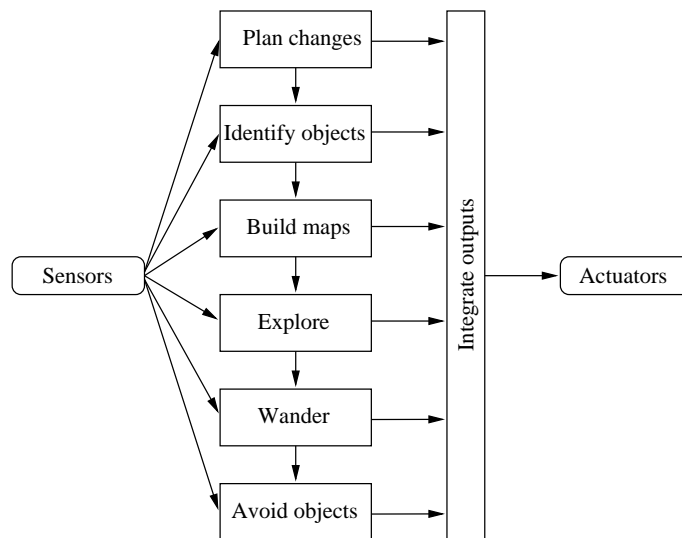 Plan changes
Identify objects
Build maps
Sensors
Explore
Wander
Avoid objects
Integrate outputs
Actuators